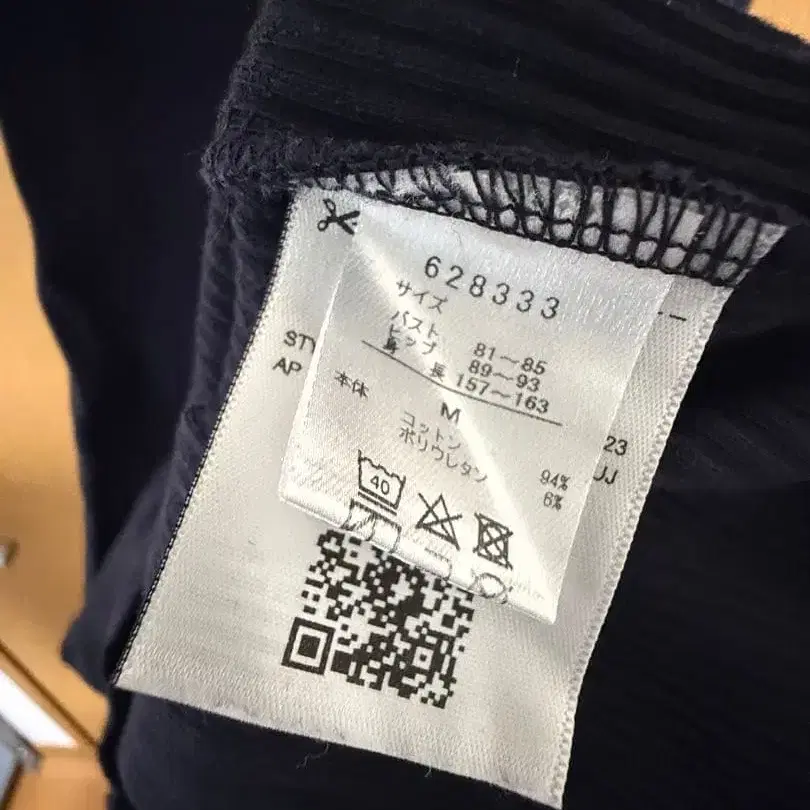 628333
サイズ
バスト 81〜85
ヒップ 89〜93
身 長 157〜163
M
本体
コットン 94%
ポリウレタン 6%
40
STY
AP
23
JJ